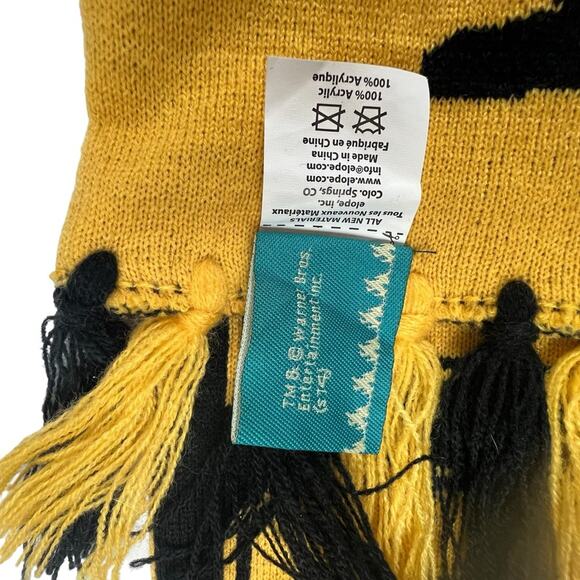 ALL NEW MATERIALS
Tous les Nouveaux Matériaux
elope, inc.
Colo. Springs, CO
www.elope.com
info@elope.com
Made in China
Fabriqué en Chine
100% Acrylic
100% Acrylique
TM & © Warner Bros.
Entertainment Inc.
(s14)